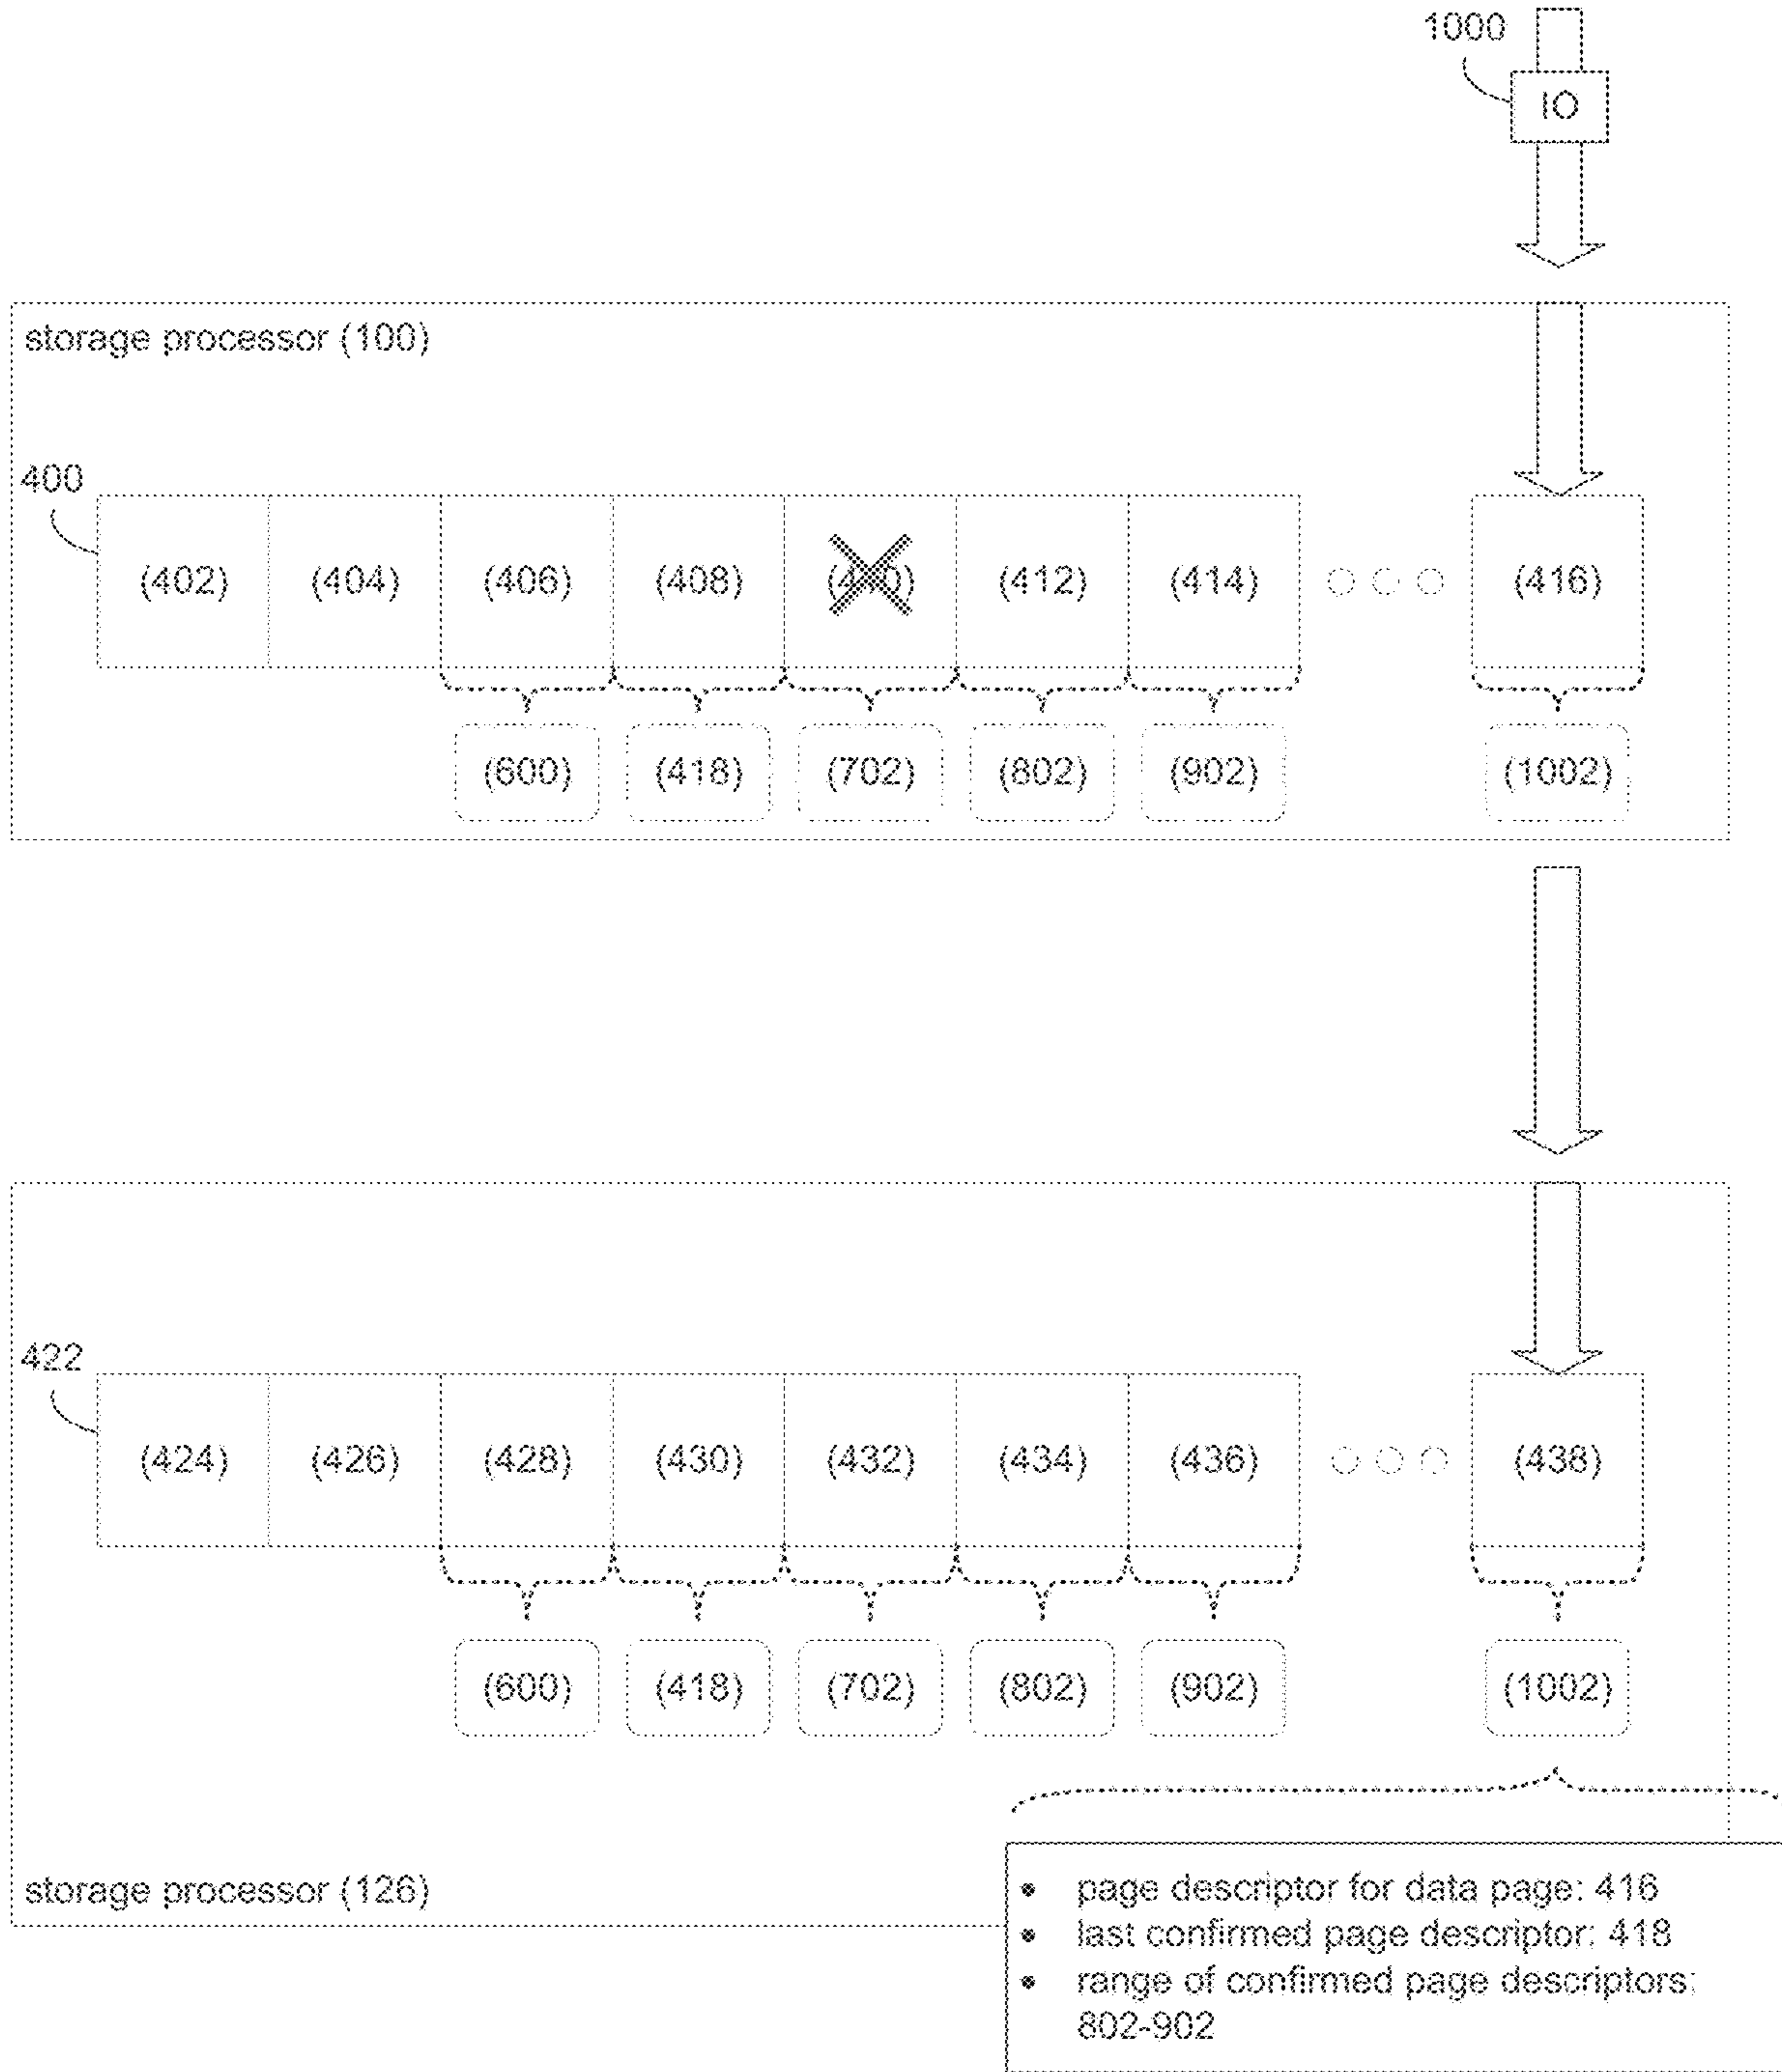 1000
IO
storage processor (100)
400
(402) (404) (406) (408) (412) (414) (416)
(600) (418) (702) (802) (902) (1002)
422
(424) (426) (428) (430) (432) (434) (436) (438)
(600) (418) (702) (802) (902) (1002)
storage processor (126)
• page descriptor for data page: 416
• last confirmed page descriptor: 418
• range of confirmed page descriptors:
802-902